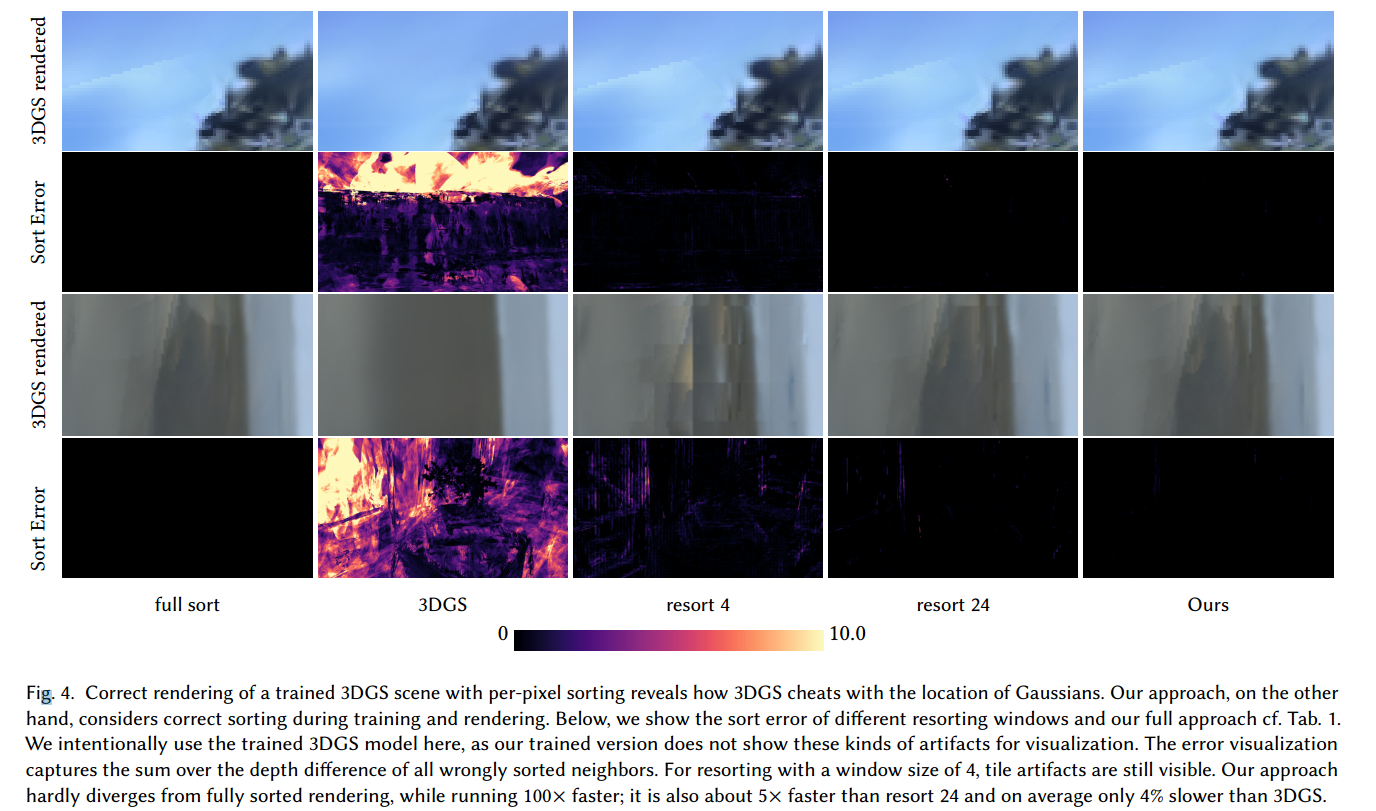 3DGS rendered
Sort Error
3DGS rendered
Sort Error
full sort
3DGS
resort 4
resort 24
Ours
0
10.0
Fig. 4. Correct rendering of a trained 3DGS scene with per-pixel sorting reveals how 3DGS cheats with the location of Gaussians. Our approach, on the other
hand, considers correct sorting during training and rendering. Below, we show the sort error of different resorting windows and our full approach cf. Tab. 1.
We intentionally use the trained 3DGS model here, as our trained version does not show these kinds of artifacts for visualization. The error visualization
captures the sum over the depth difference of all wrongly sorted neighbors. For resorting with a window size of 4, tile artifacts are still visible. Our approach
hardly diverges from fully sorted rendering, while running 100× faster; it is also about 5× faster than resort 24 and on average only 4% slower than 3DGS.